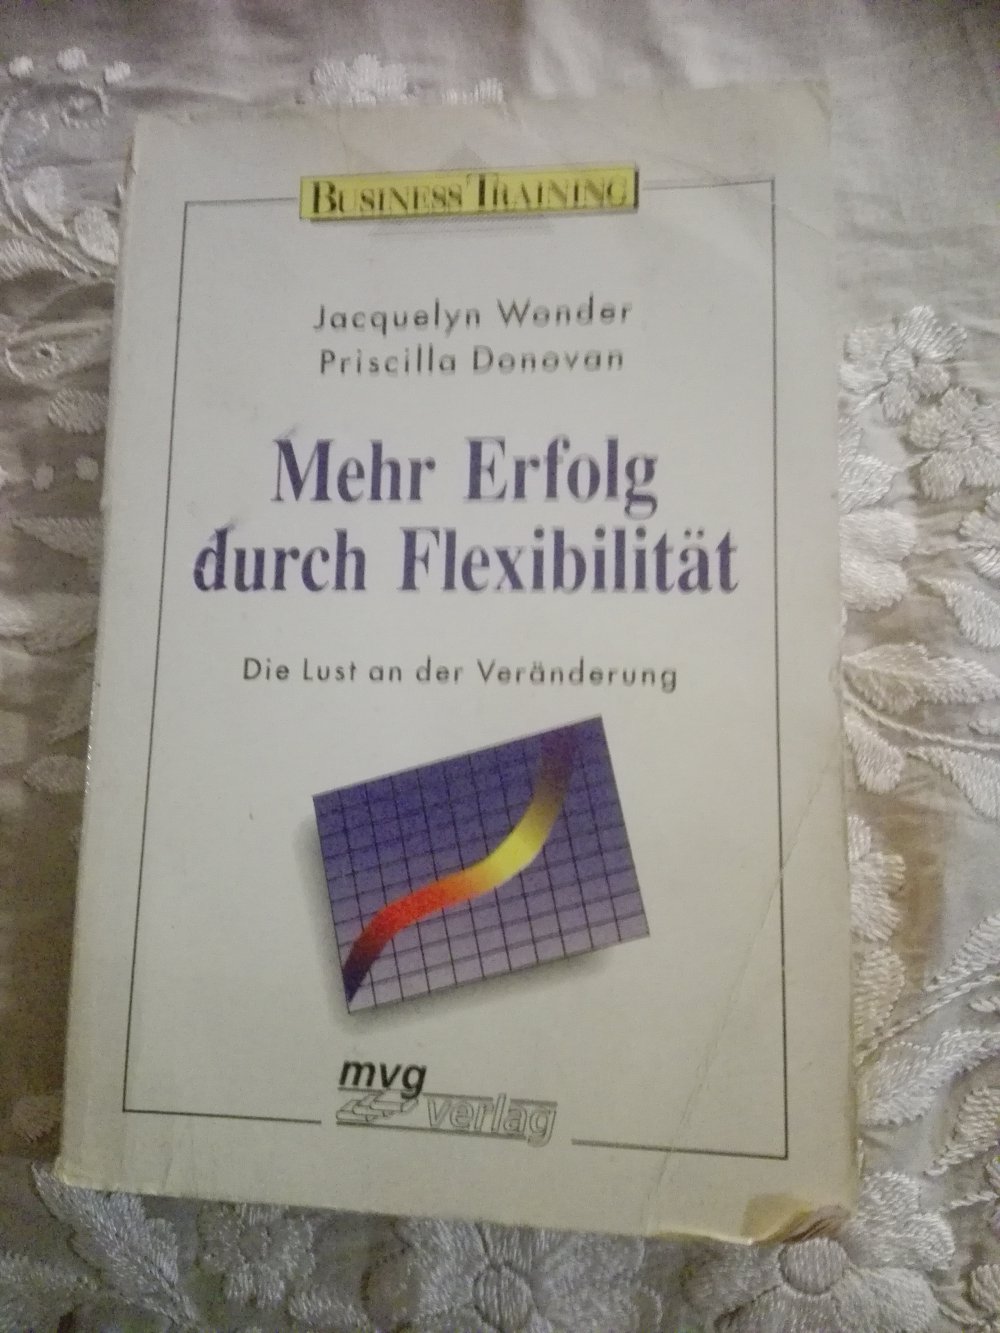 BUSINESS TRAINING
Jacquelyn Wonder
Priscilla Donovan
Mehr Erfolg
durch Flexibilität
Die Lust an der Veränderung
mvg
verlag